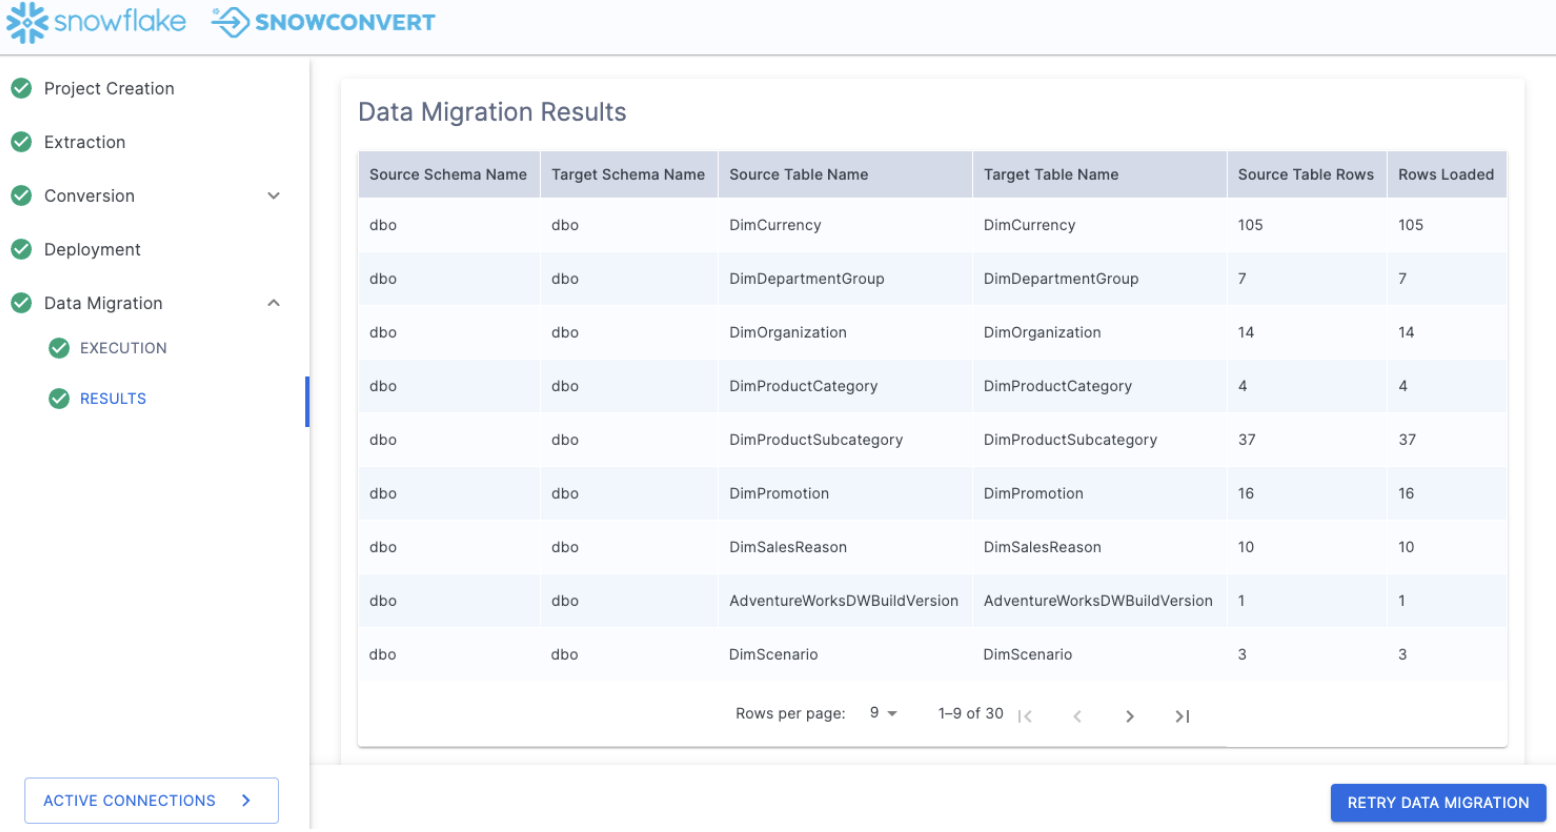 snowflake SNOWCONVERT
Project Creation
Extraction
Conversion
Deployment
Data Migration
EXECUTION
RESULTS
ACTIVE CONNECTIONS
Data Migration Results
Source Schema Name Target Schema Name Source Table Name Target Table Name Source Table Rows Rows Loaded
dbo dbo DimCurrency DimCurrency 105 105
dbo dbo DimDepartmentGroup DimDepartmentGroup 7 7
dbo dbo DimOrganization DimOrganization 14 14
dbo dbo DimProductCategory DimProductCategory 4 4
dbo dbo DimProductSubcategory DimProductSubcategory 37 37
dbo dbo DimPromotion DimPromotion 16 16
dbo dbo DimSalesReason DimSalesReason 10 10
dbo dbo AdventureWorksDWBuildVersion AdventureWorksDWBuildVersion 1 1
dbo dbo DimScenario DimScenario 3 3
Rows per page: 9 1–9 of 30
RETRY DATA MIGRATION